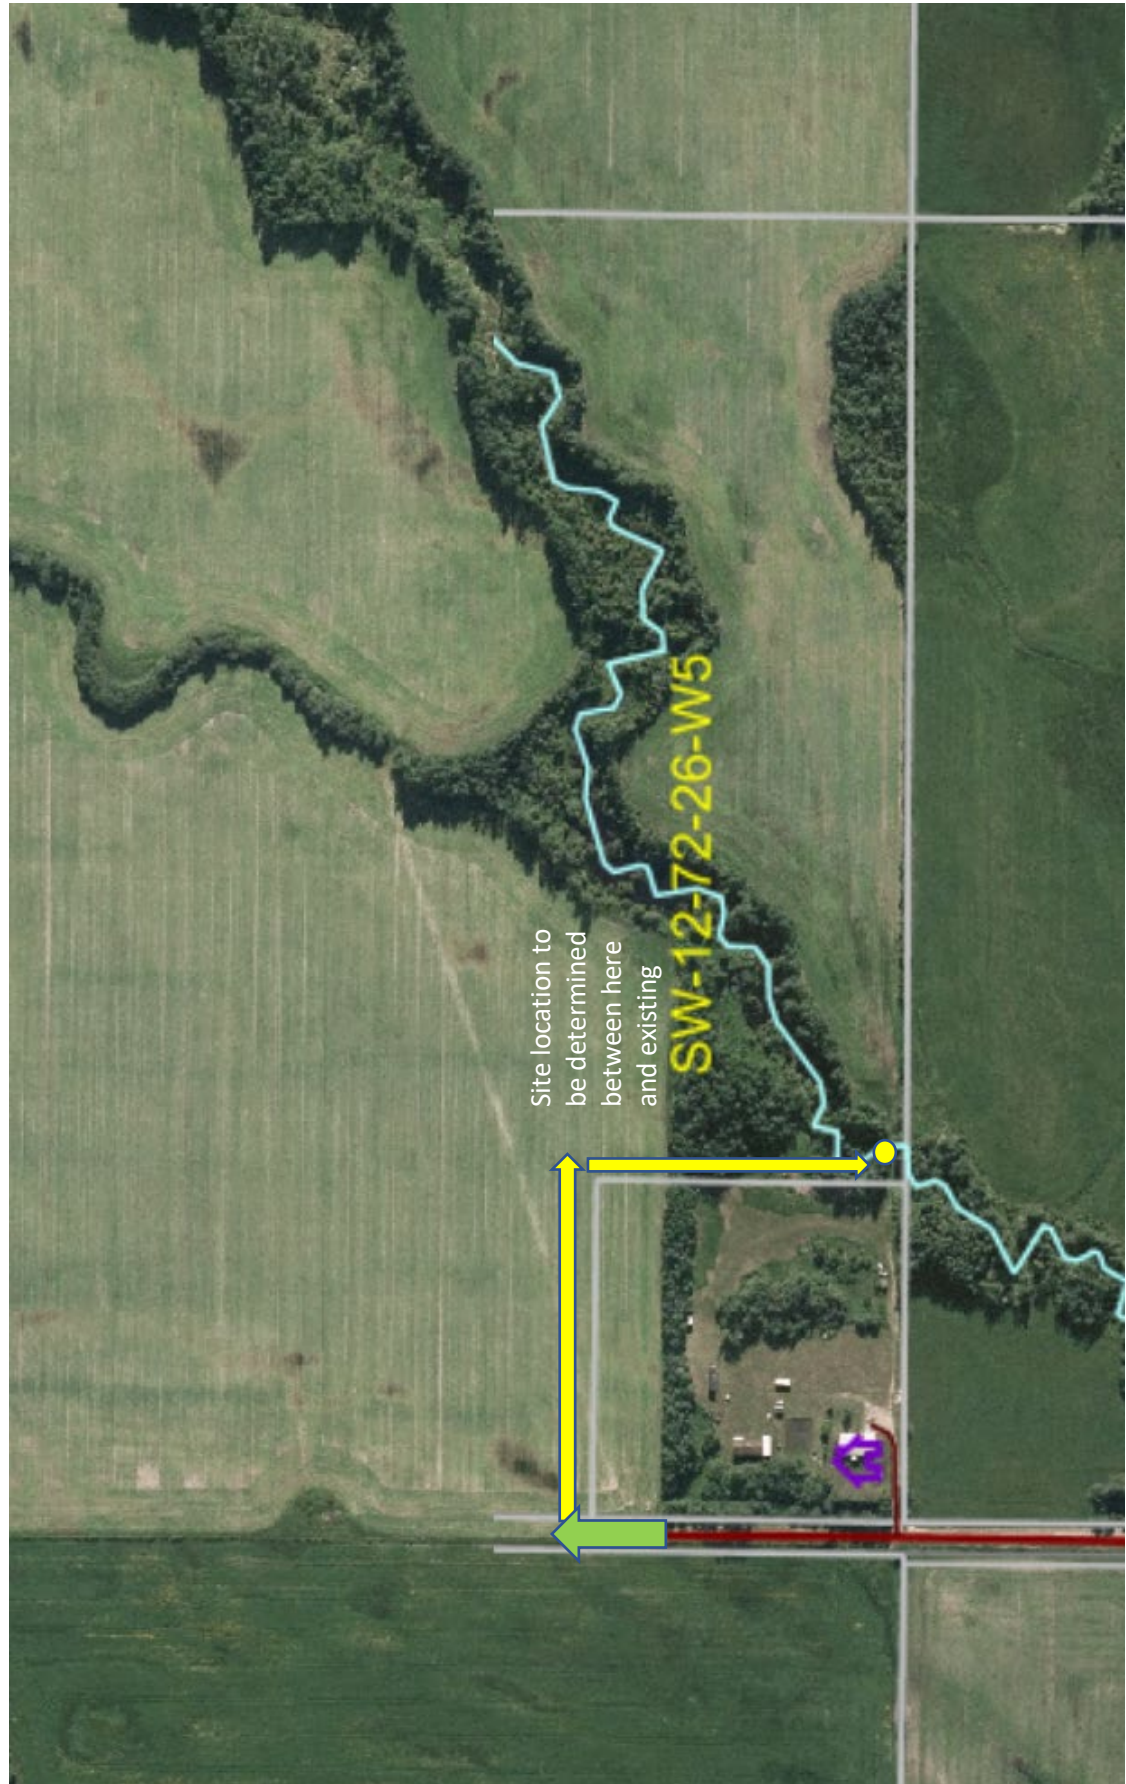 Site location to
be determined
between here
and existing
SW-12-72-26-W5